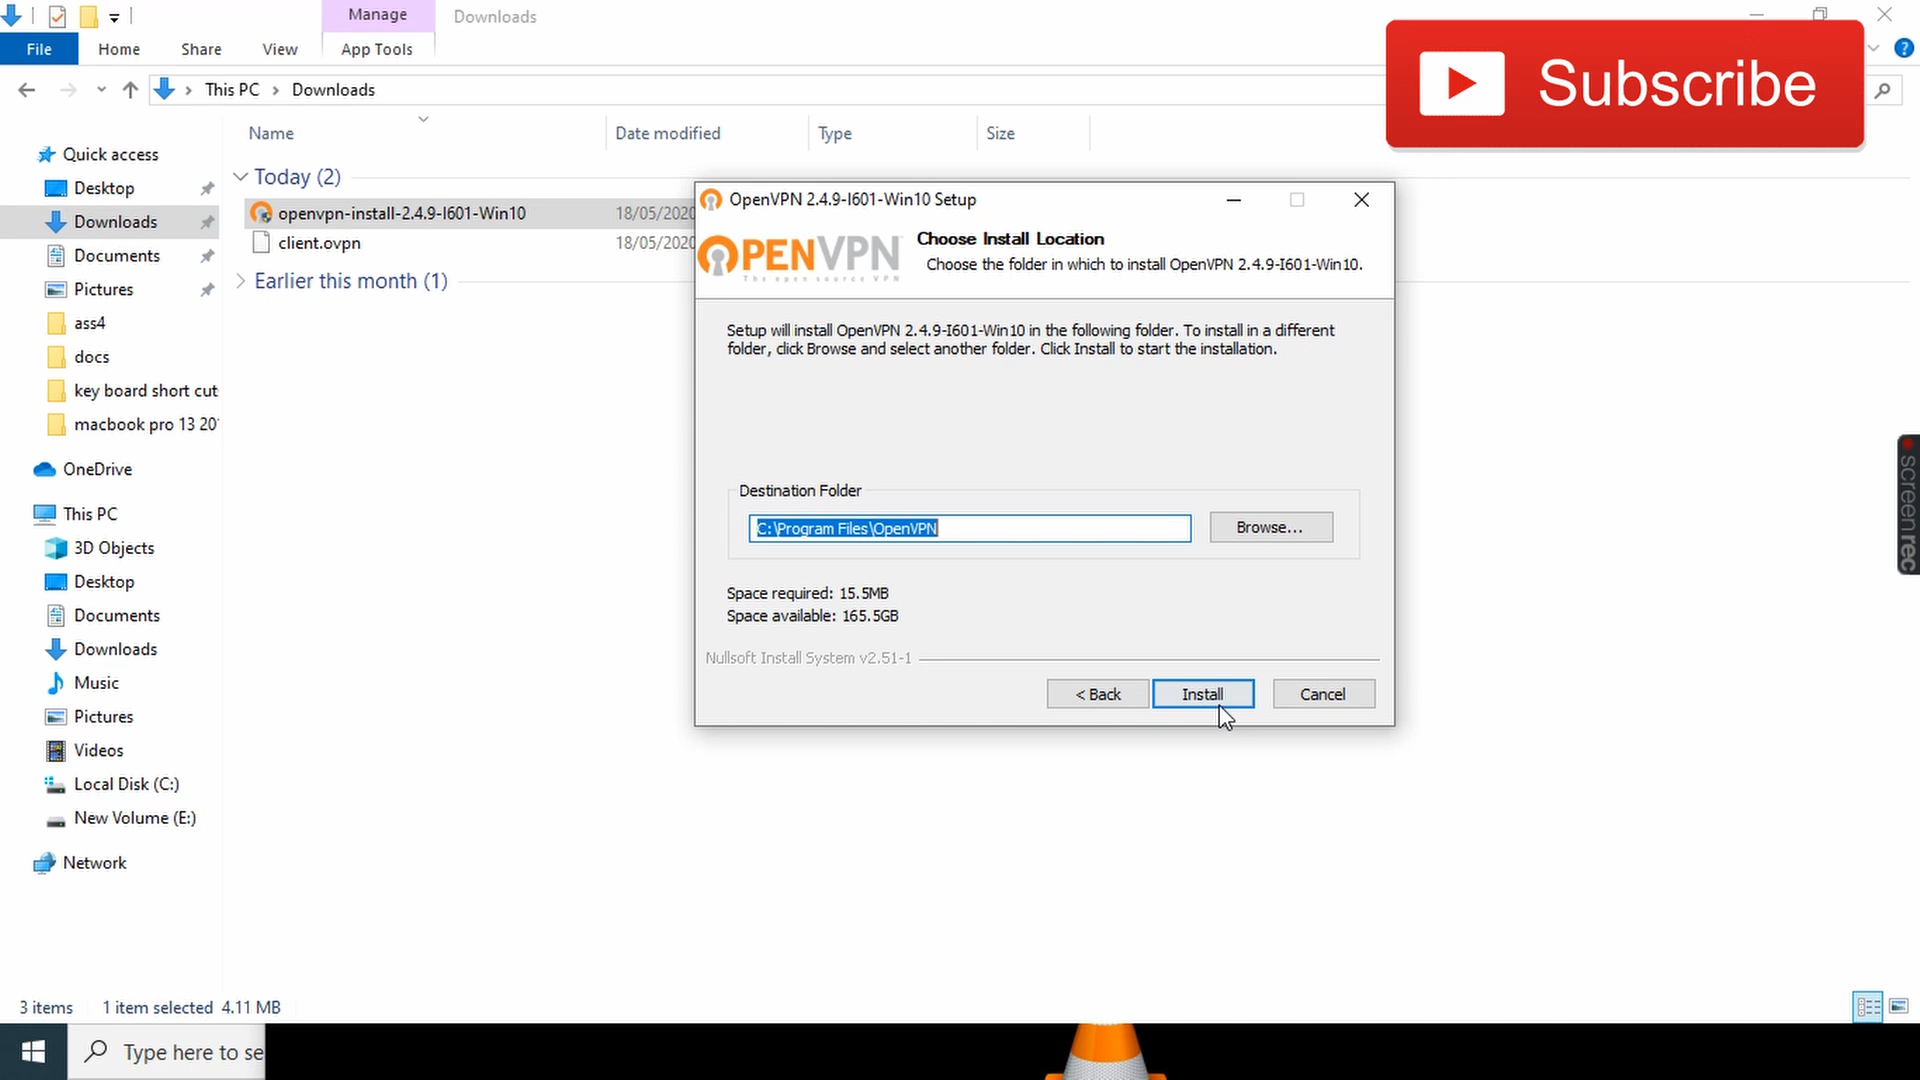 Manage
Downloads
File
Home
Share
View
App Tools
Subscribe
This PC
Downloads
Name
Date modified
Type
Size
Quick access
Desktop
Downloads
Documents
Pictures
ass4
docs
key board short cut
macbook pro 13 20
OneDrive
This PC
3D Objects
Desktop
Documents
Downloads
Music
Pictures
Videos
Local Disk (C:)
New Volume (E:)
Network
Today (2)
openvpn-install-2.4.9-I601-Win10
18/05/2020
client.ovpn
18/05/2020
Earlier this month (1)
OpenVPN 2.4.9-I601-Win10 Setup
OPENVPN
The open source VPN
Choose Install Location
Choose the folder in which to install OpenVPN 2.4.9-I601-Win10.
Setup will install OpenVPN 2.4.9-I601-Win10 in the following folder. To install in a different
folder, click Browse and select another folder. Click Install to start the installation.
Destination Folder
C:\Program Files\OpenVPN
Browse...
Space required: 15.5MB
Space available: 165.5GB
Nullsoft Install System v2.51-1
< Back
Install
Cancel
screenrec
3 items
1 item selected 4.11 MB
Type here to se